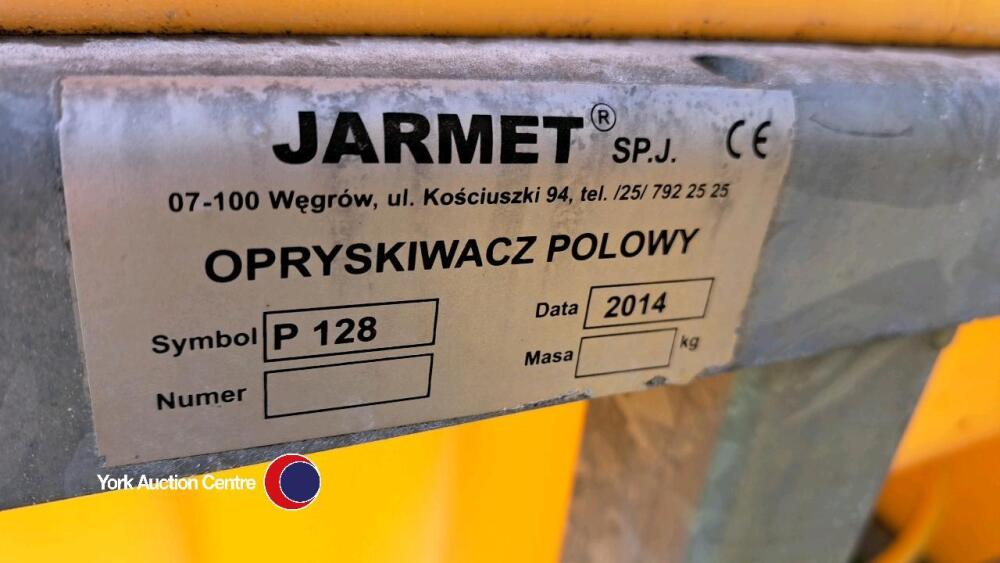 JARMET® SP.J. CE
07-100 Węgrów, ul. Kościuszki 94, tel. /25/ 792 25 25
OPRYSKIWACZ POLOWY
Symbol P 128
Data 2014
Numer
Masa kg
York Auction Centre